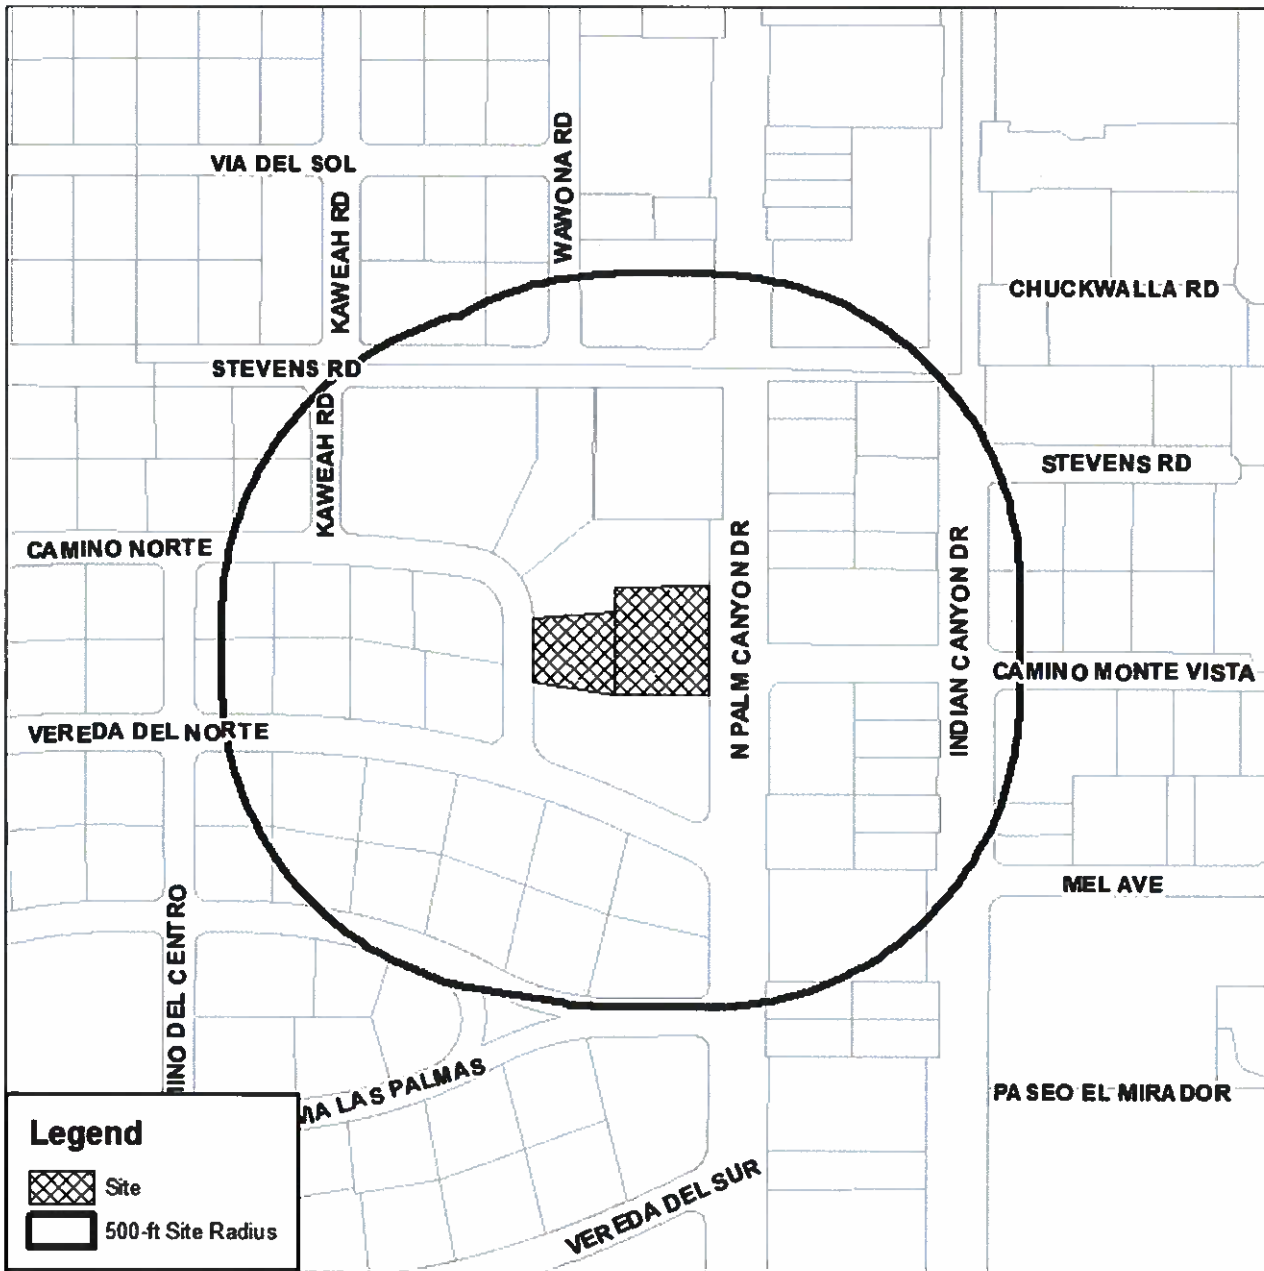 VIA DEL SOL
KAWEAH RD
WAWONA RD
CHUCKWALLA RD
STEVENS RD
KAWEAH RD
STEVENS RD
CAMINO NORTE
N PALM CANYON DR
INDIAN CANYON DR
CAMINO MONTE VISTA
VEREDA DEL NORTE
MEL AVE
MINO DEL CENTRO
VIA LAS PALMAS
PASEO EL MIRADOR
VEREDA DEL SUR
Legend
Site
500-ft Site Radius